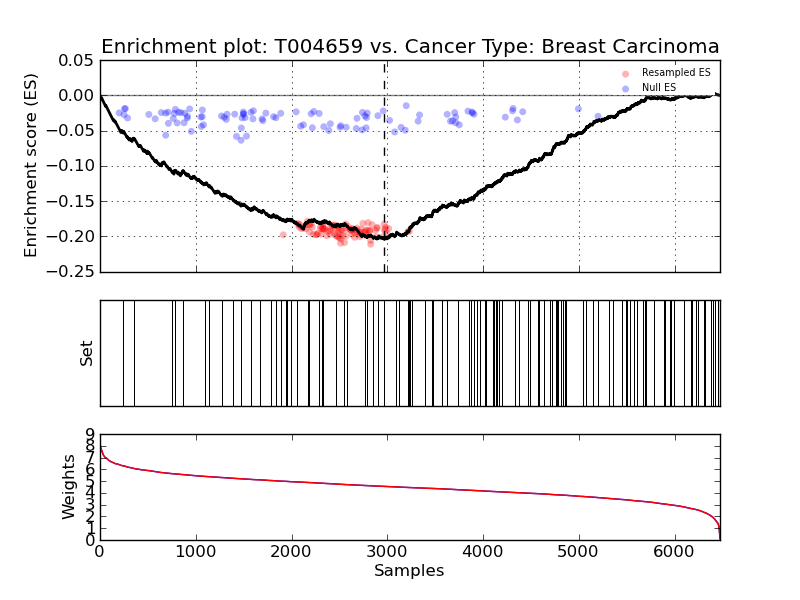 Enrichment plot: T004659 vs. Cancer Type: Breast Carcinoma
0.05
0.00
−0.05
−0.10
−0.15
−0.20
−0.25
Enrichment score (ES)
Resampled ES
Null ES
Set
9
8
7
6
5
4
3
2
1
0
Weights
0 1000 2000 3000 4000 5000 6000
Samples